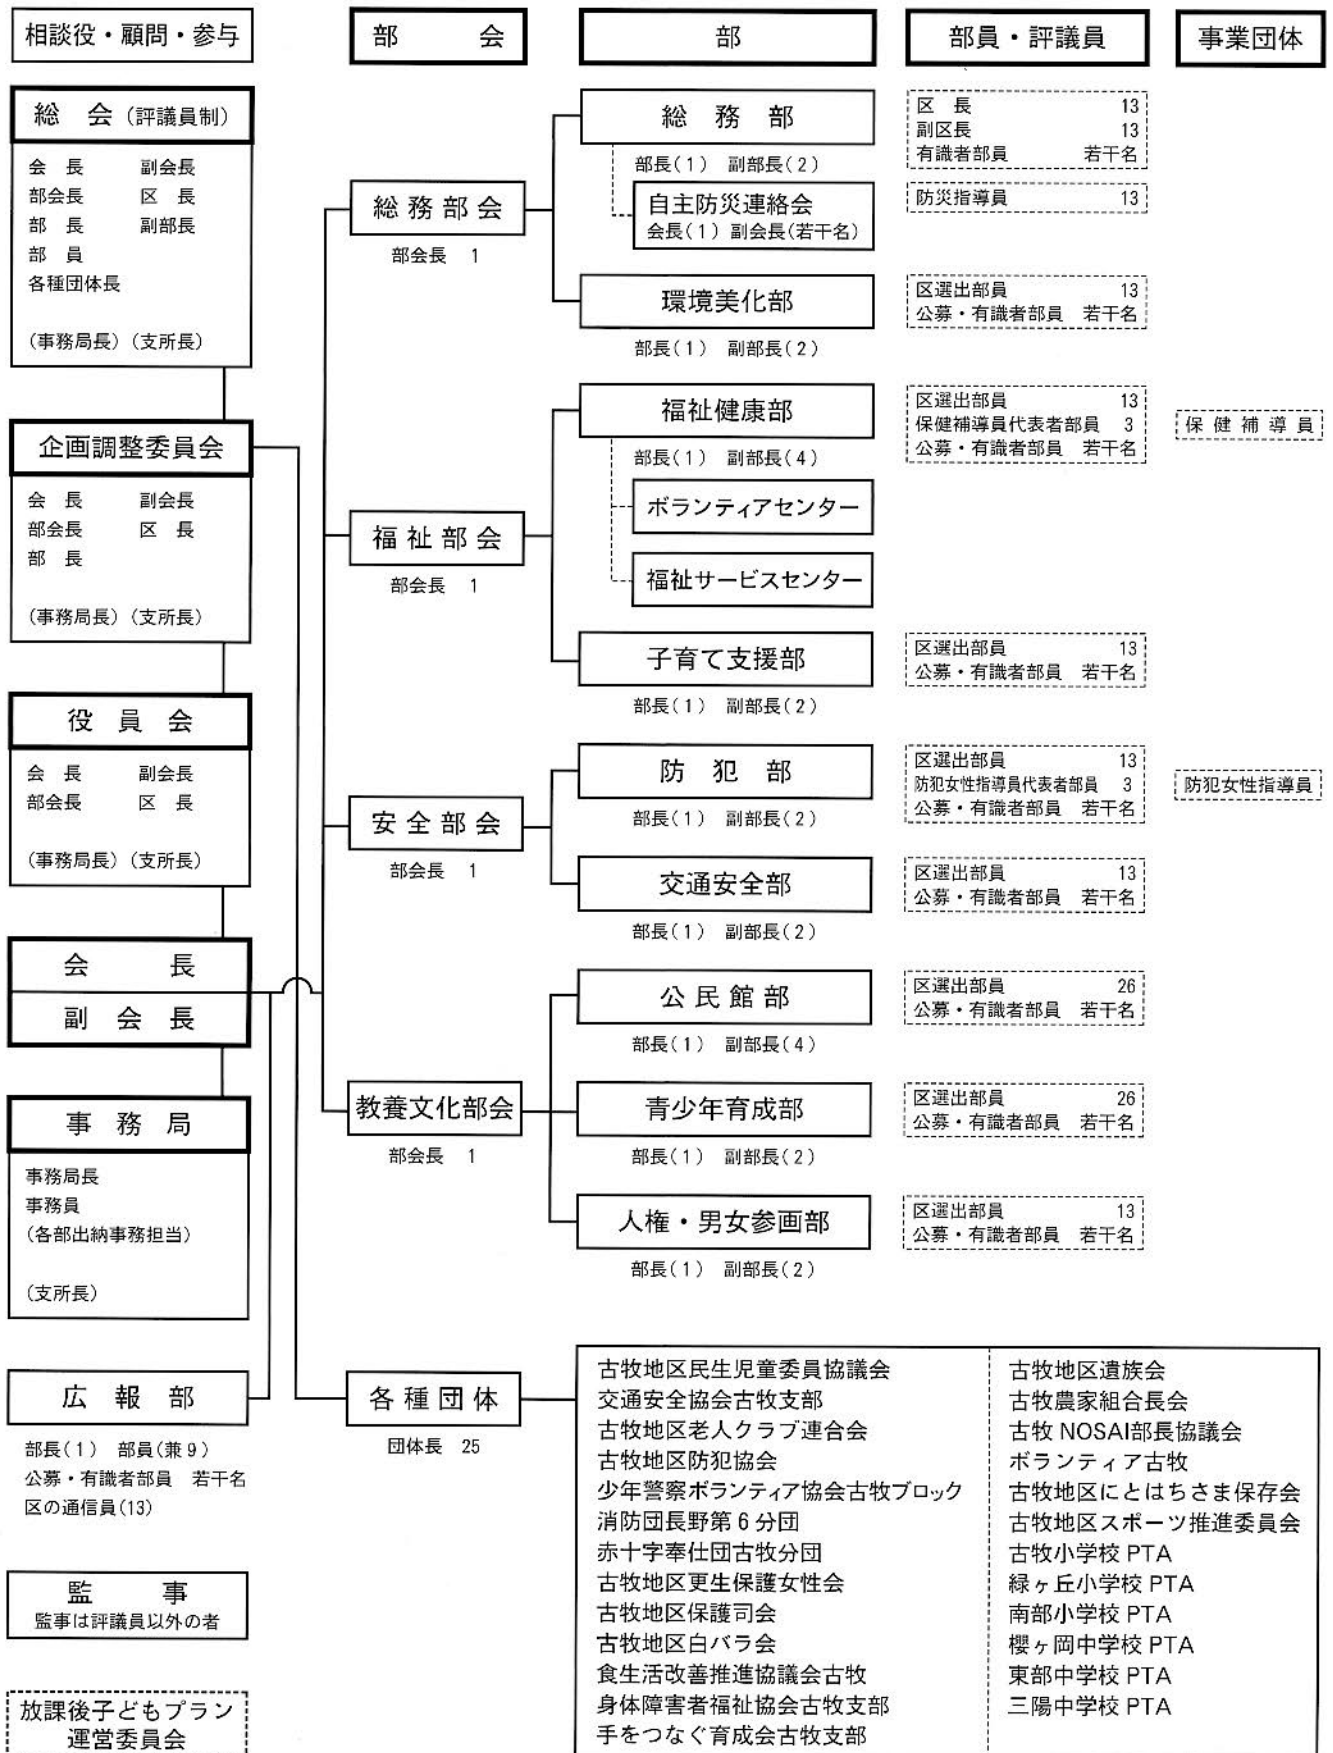 相談役・顧問・参与
部 会
部
部員・評議員
事業団体
総 会 (評議員制)
会 長 副会長
部会長 区 長
部 長 副部長
部 員
各種団体長
(事務局長) (支所長)
企画調整委員会
会 長 副会長
部会長 区 長
部 長
(事務局長) (支所長)
役 員 会
会 長 副会長
部会長 区 長
(事務局長) (支所長)
会 長
副 会 長
事 務 局
事務局長
事務員
(各部出納事務担当)
(支所長)
広 報 部
部長(1) 部員(兼9)
公募・有識者部員 若干名
区の通信員(13)
監 事
監事は評議員以外の者
放課後子どもプラン
運営委員会
総務部会
部会長 1
総 務 部
部長(1) 副部長(2)
区 長 13
副区長 13
有識者部員 若干名
自主防災連絡会
会長(1) 副会長(若干名)
防災指導員 13
環境美化部
部長(1) 副部長(2)
区選出部員 13
公募・有識者部員 若干名
福祉部会
部会長 1
福祉健康部
部長(1) 副部長(4)
区選出部員 13
保健補導員代表者部員 3
公募・有識者部員 若干名
保健補導員
ボランティアセンター
福祉サービスセンター
子育て支援部
部長(1) 副部長(2)
区選出部員 13
公募・有識者部員 若干名
安全部会
部会長 1
防 犯 部
部長(1) 副部長(2)
区選出部員 13
防犯女性指導員代表者部員 3
公募・有識者部員 若干名
防犯女性指導員
交通安全部
部長(1) 副部長(2)
区選出部員 13
公募・有識者部員 若干名
教養文化部会
部会長 1
公民館部
部長(1) 副部長(4)
区選出部員 26
公募・有識者部員 若干名
青少年育成部
部長(1) 副部長(2)
区選出部員 26
公募・有識者部員 若干名
人権・男女参画部
部長(1) 副部長(2)
区選出部員 13
公募・有識者部員 若干名
各種団体
団体長 25
古牧地区民生児童委員協議会
交通安全協会古牧支部
古牧地区老人クラブ連合会
古牧地区防犯協会
少年警察ボランティア協会古牧ブロック
消防団長野第6分団
赤十字奉仕団古牧分団
古牧地区更生保護女性会
古牧地区保護司会
古牧地区白バラ会
食生活改善推進協議会古牧
身体障害者福祉協会古牧支部
手をつなぐ育成会古牧支部
古牧地区遺族会
古牧農家組合長会
古牧 NOSAI部長協議会
ボランティア古牧
古牧地区にとはちさま保存会
古牧地区スポーツ推進委員会
古牧小学校 PTA
緑ヶ丘小学校 PTA
南部小学校 PTA
櫻ヶ岡中学校 PTA
東部中学校 PTA
三陽中学校 PTA